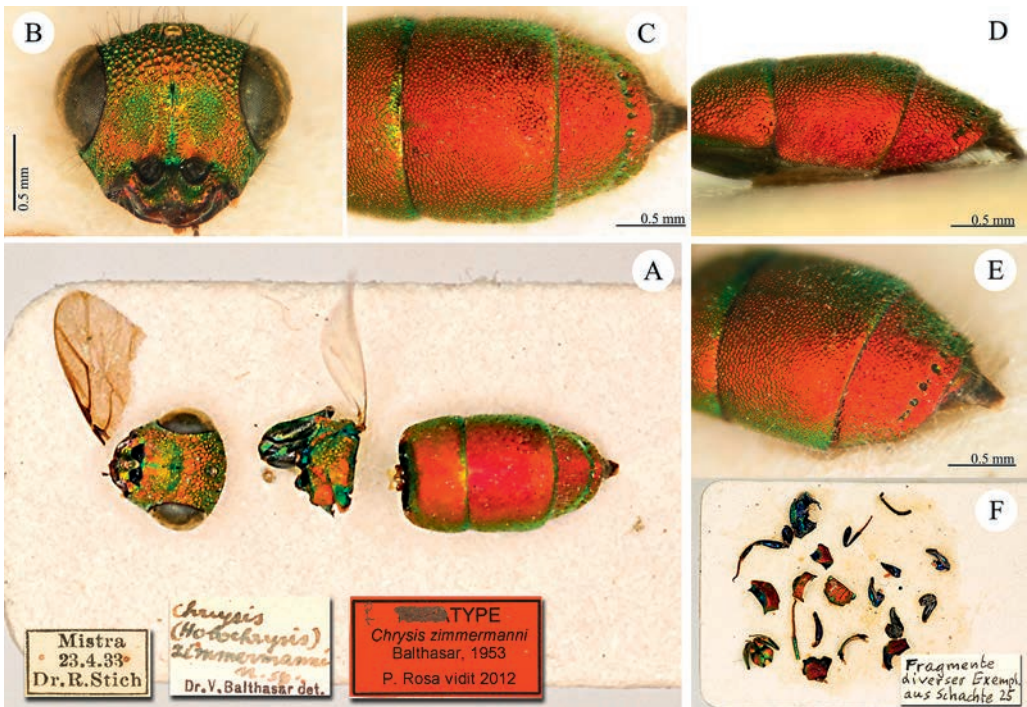 B
C
D
0.5 mm
0.5 mm
0.5 mm
A
E
0.5 mm
F
Mistra
23.4.33
Dr.R.Stich
Chrysis
(Holochrysis)
zimmermanni
n. sp.
Dr.V.Balthasar det.
TYPE
Chrysis zimmermanni
Balthasar, 1953
P. Rosa vidit 2012
Fragmente
diverser Exempl.
aus Schachte 25